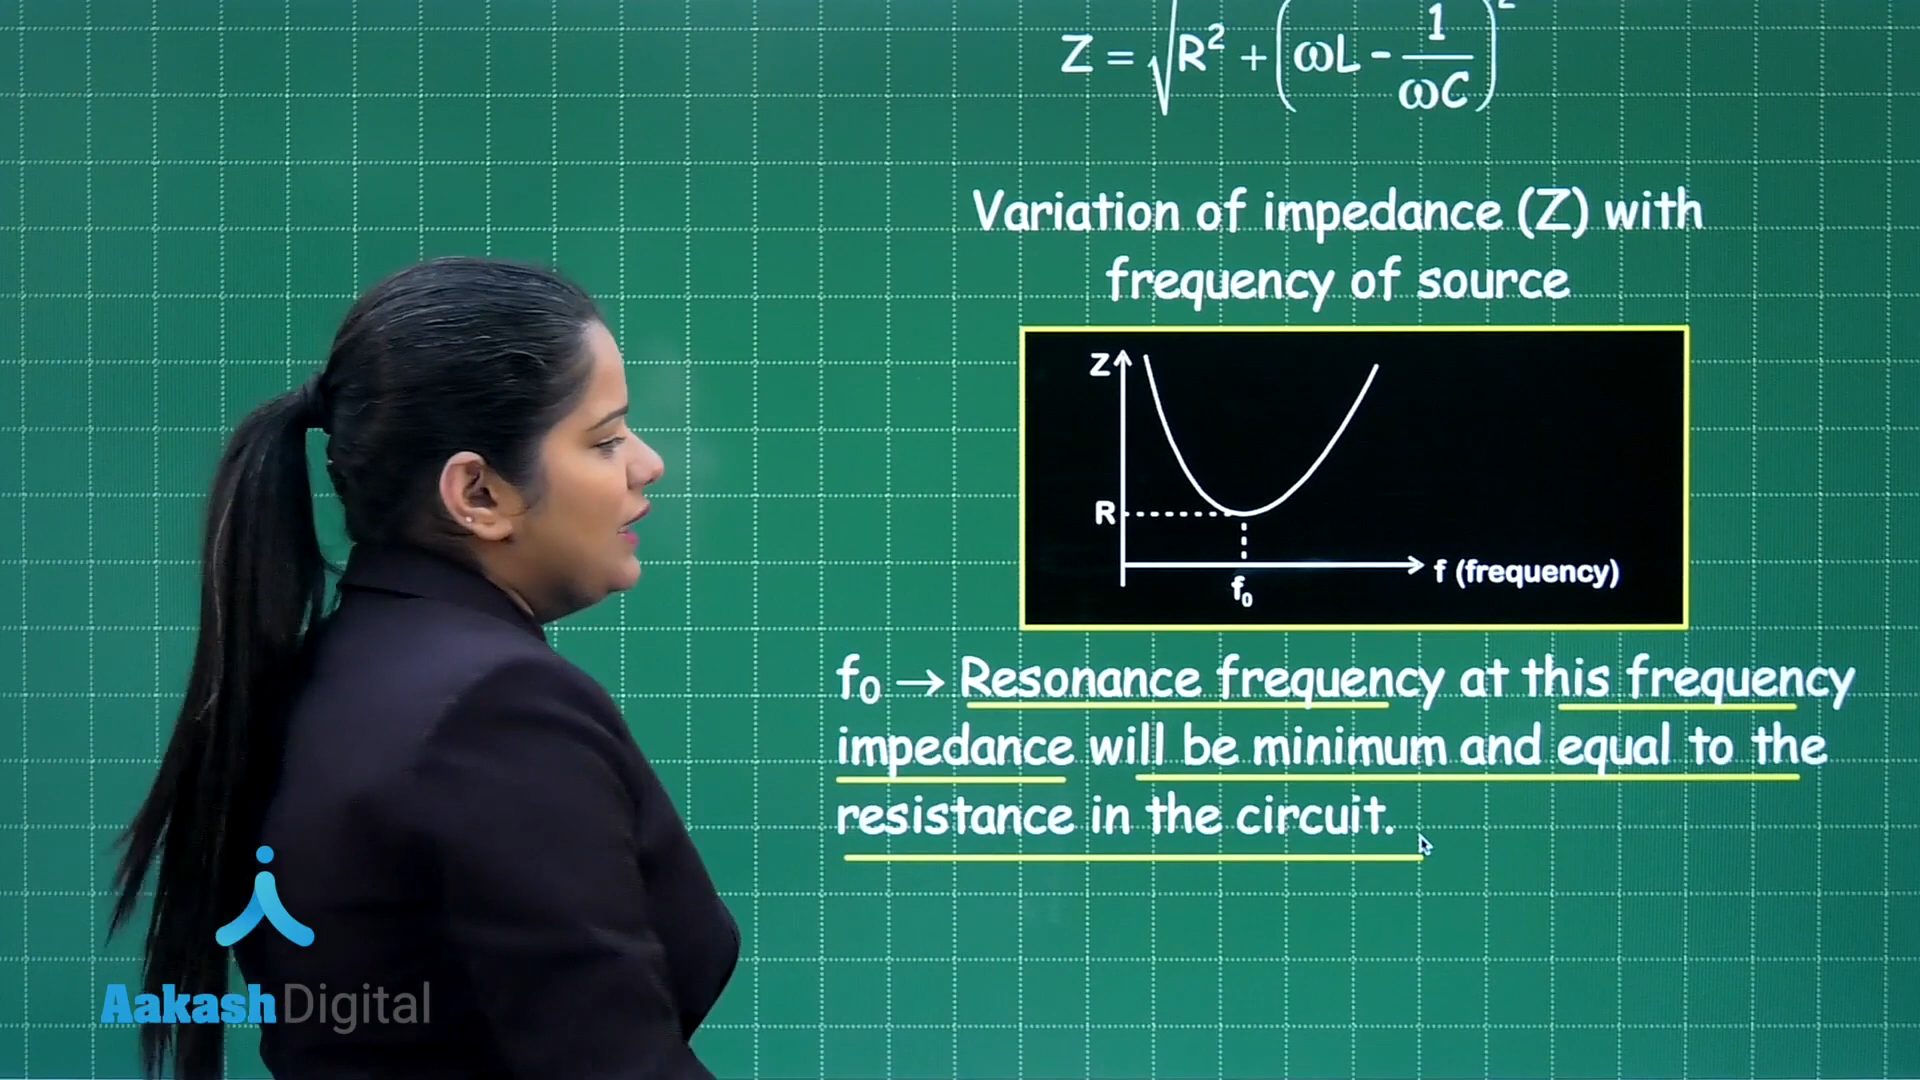 Z = √R² + (ωL - 1/ωC)²
Variation of impedance (Z) with
frequency of source
Z
R
f₀
f (frequency)
f₀ → Resonance frequency at this frequency
impedance will be minimum and equal to the
resistance in the circuit.
Aakash Digital